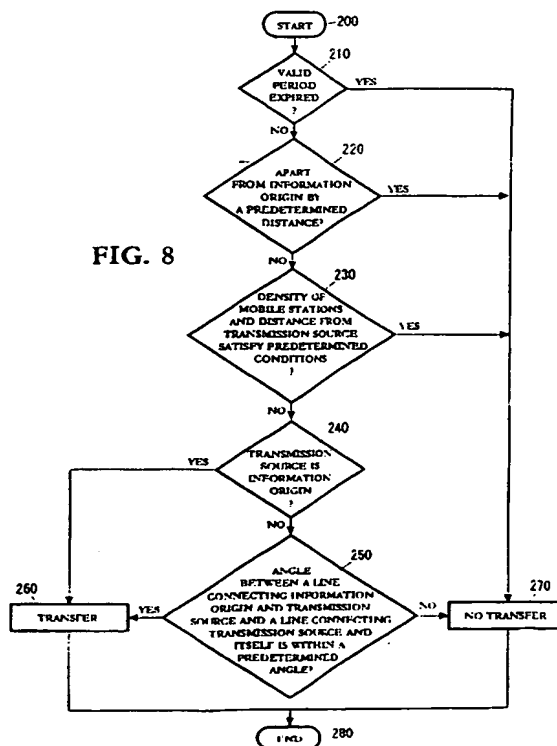 START
200
210
VALID
PERIOD
EXPIRED
?
YES
NO
220
APART
FROM INFORMATION
ORIGIN BY
A PREDETERMINED
DISTANCE?
YES
NO
FIG. 8
230
DENSITY OF
MOBILE STATIONS
AND DISTANCE FROM
TRANSMISSION SOURCE
SATISFY PREDETERMINED
CONDITIONS
?
YES
NO
240
TRANSMISSION
SOURCE IS
INFORMATION
ORIGIN
?
YES
NO
250
ANGLE
BETWEEN A LINE
CONNECTING INFORMATION
ORIGIN AND TRANSMISSION
SOURCE AND A LINE CONNECTING
TRANSMISSION SOURCE AND
ITSELF IS WITHIN A
PREDETERMINED
ANGLE?
YES
NO
260
TRANSFER
270
NO TRANSFER
END
280